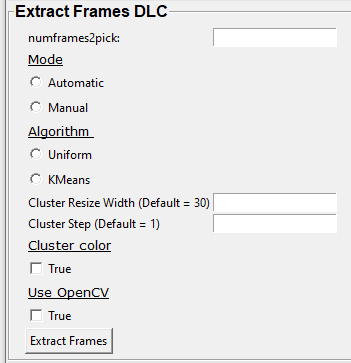 Extract Frames DLC
numframes2pick:
Mode
Automatic
Manual
Algorithm
Uniform
KMeans
Cluster Resize Width (Default = 30)
Cluster Step (Default = 1)
Cluster color
True
Use OpenCV
True
Extract Frames